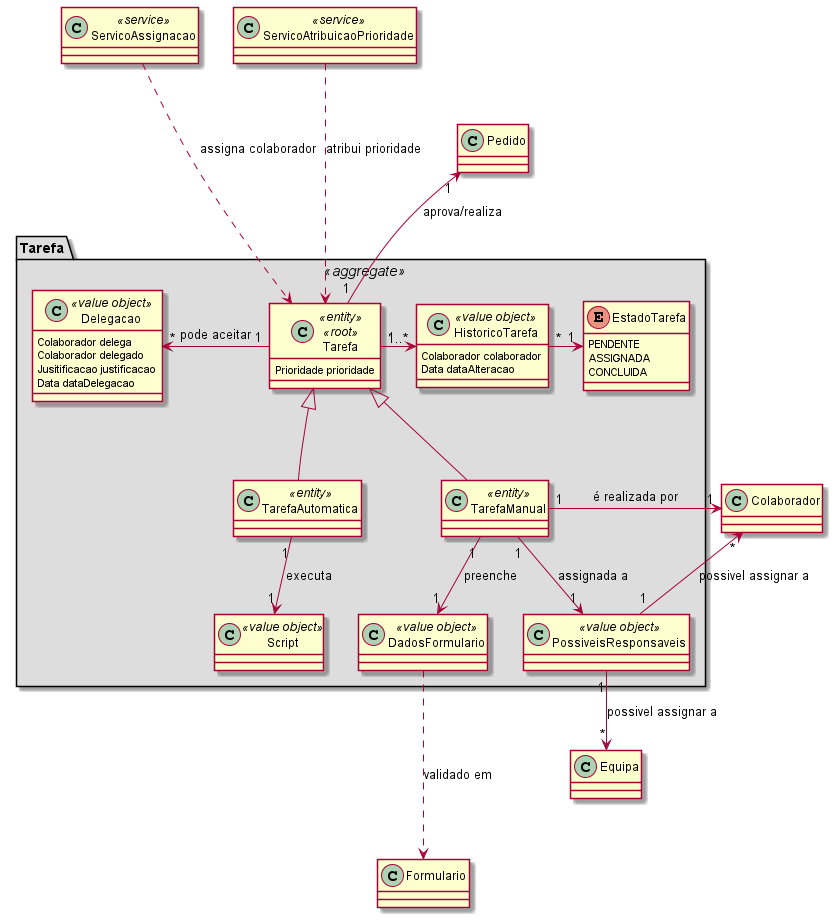 C «service» ServicoAssignacao
C «service» ServicoAtribuicaoPrioridade
assigna colaborador
atribui prioridade
C Pedido
1
aprova/realiza
1
Tarefa
«aggregate»
C «value object» Delegacao
Colaborador delega
Colaborador delegado
Jusitificacao justificacao
Data dataDelegacao
* pode aceitar 1
C «entity» «root» Tarefa
Prioridade prioridade
1..*
C «value object» HistoricoTarefa
Colaborador colaborador
Data dataAlteracao
* 1
E EstadoTarefa
PENDENTE
ASSIGNADA
CONCLUIDA
C «entity» TarefaAutomatica
C «entity» TarefaManual
1 é realizada por 1
C Colaborador
1
executa
1
1
preenche
1
1
assignada a
1
*
possivel assignar a
1
C «value object» Script
C «value object» DadosFormulario
C «value object» PossiveisResponsaveis
1
possivel assignar a
*
C Equipa
validado em
C Formulario